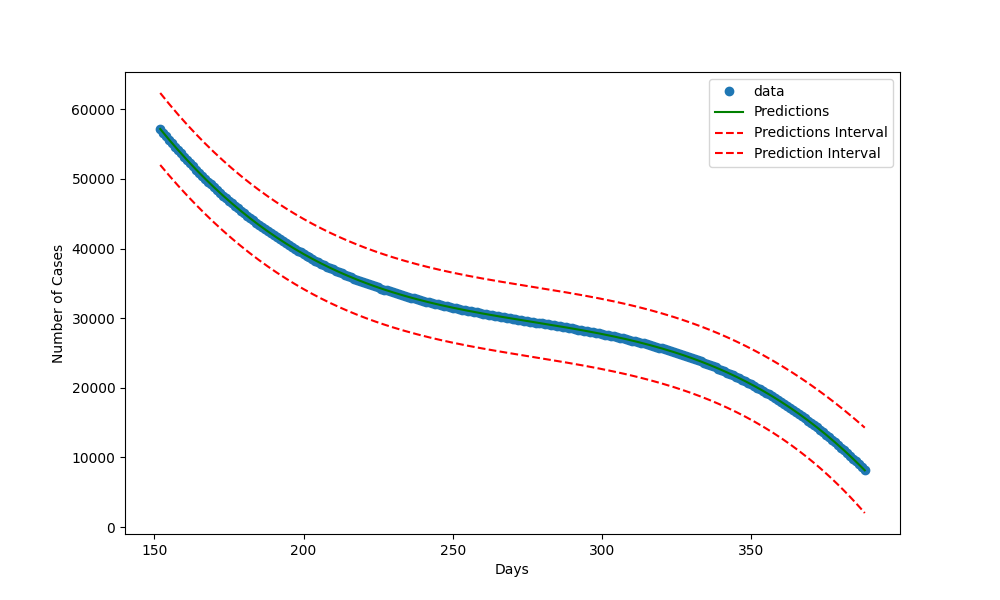 data
Predictions
Predictions Interval
Prediction Interval
60000
50000
40000
30000
20000
10000
0
Number of Cases
150 200 250 300 350
Days